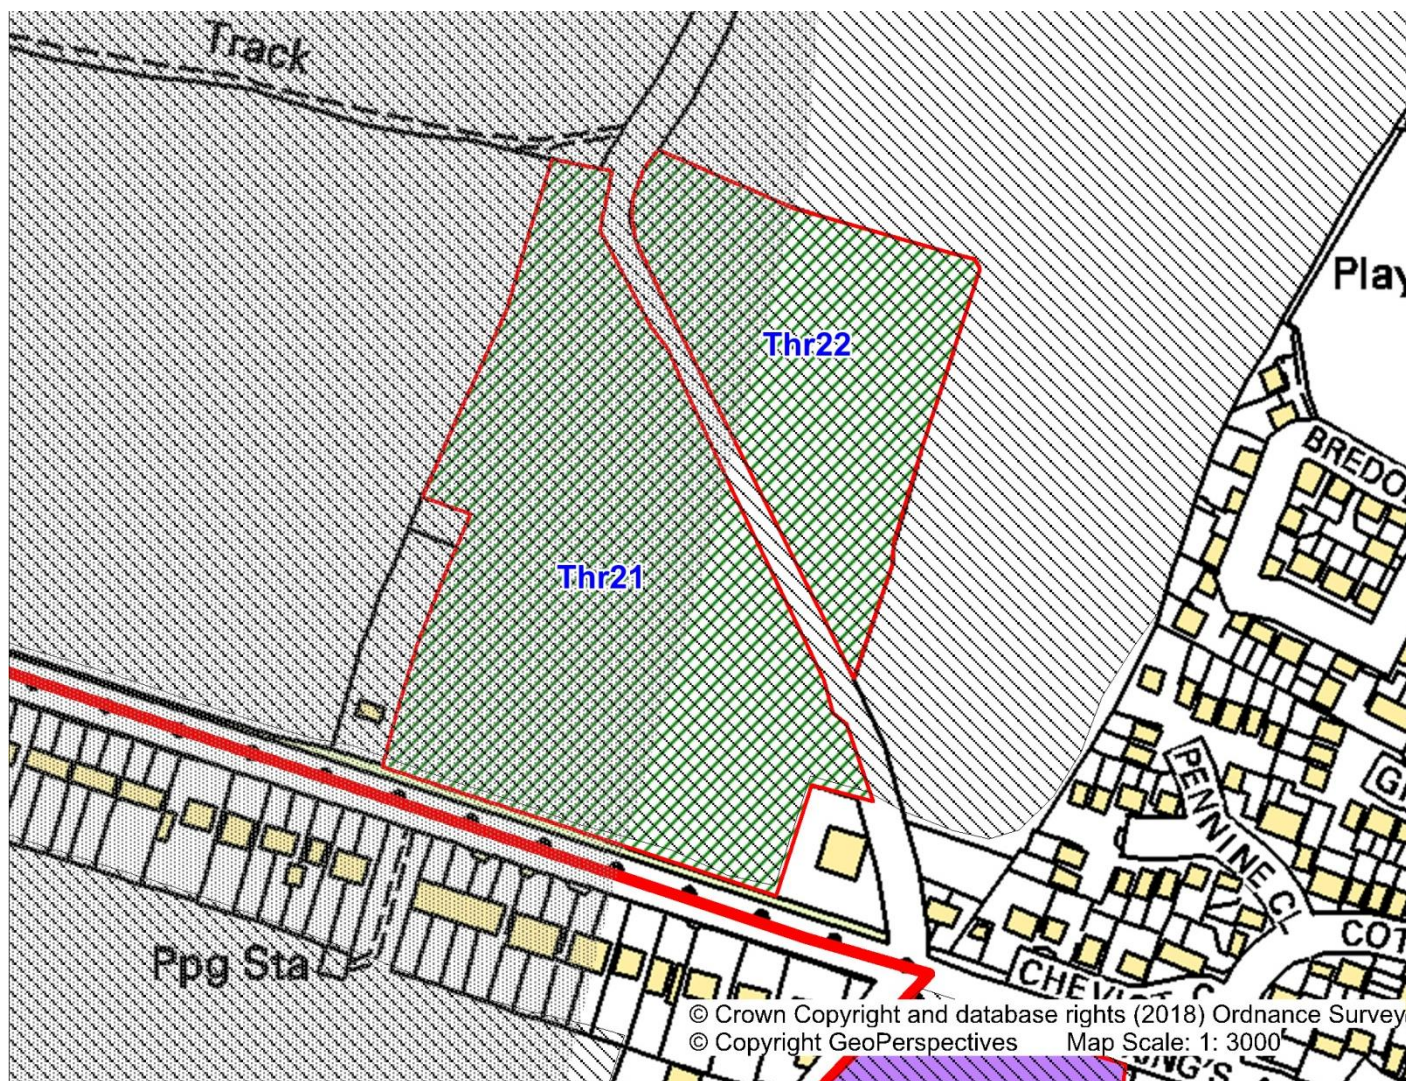 Track
Play
Thr22
BREDO
Thr21
PENNINE CL
COT
Ppg Sta
CHEVIOT
© Crown Copyright and database rights (2018) Ordnance Survey
© Copyright GeoPerspectives Map Scale: 1: 3000